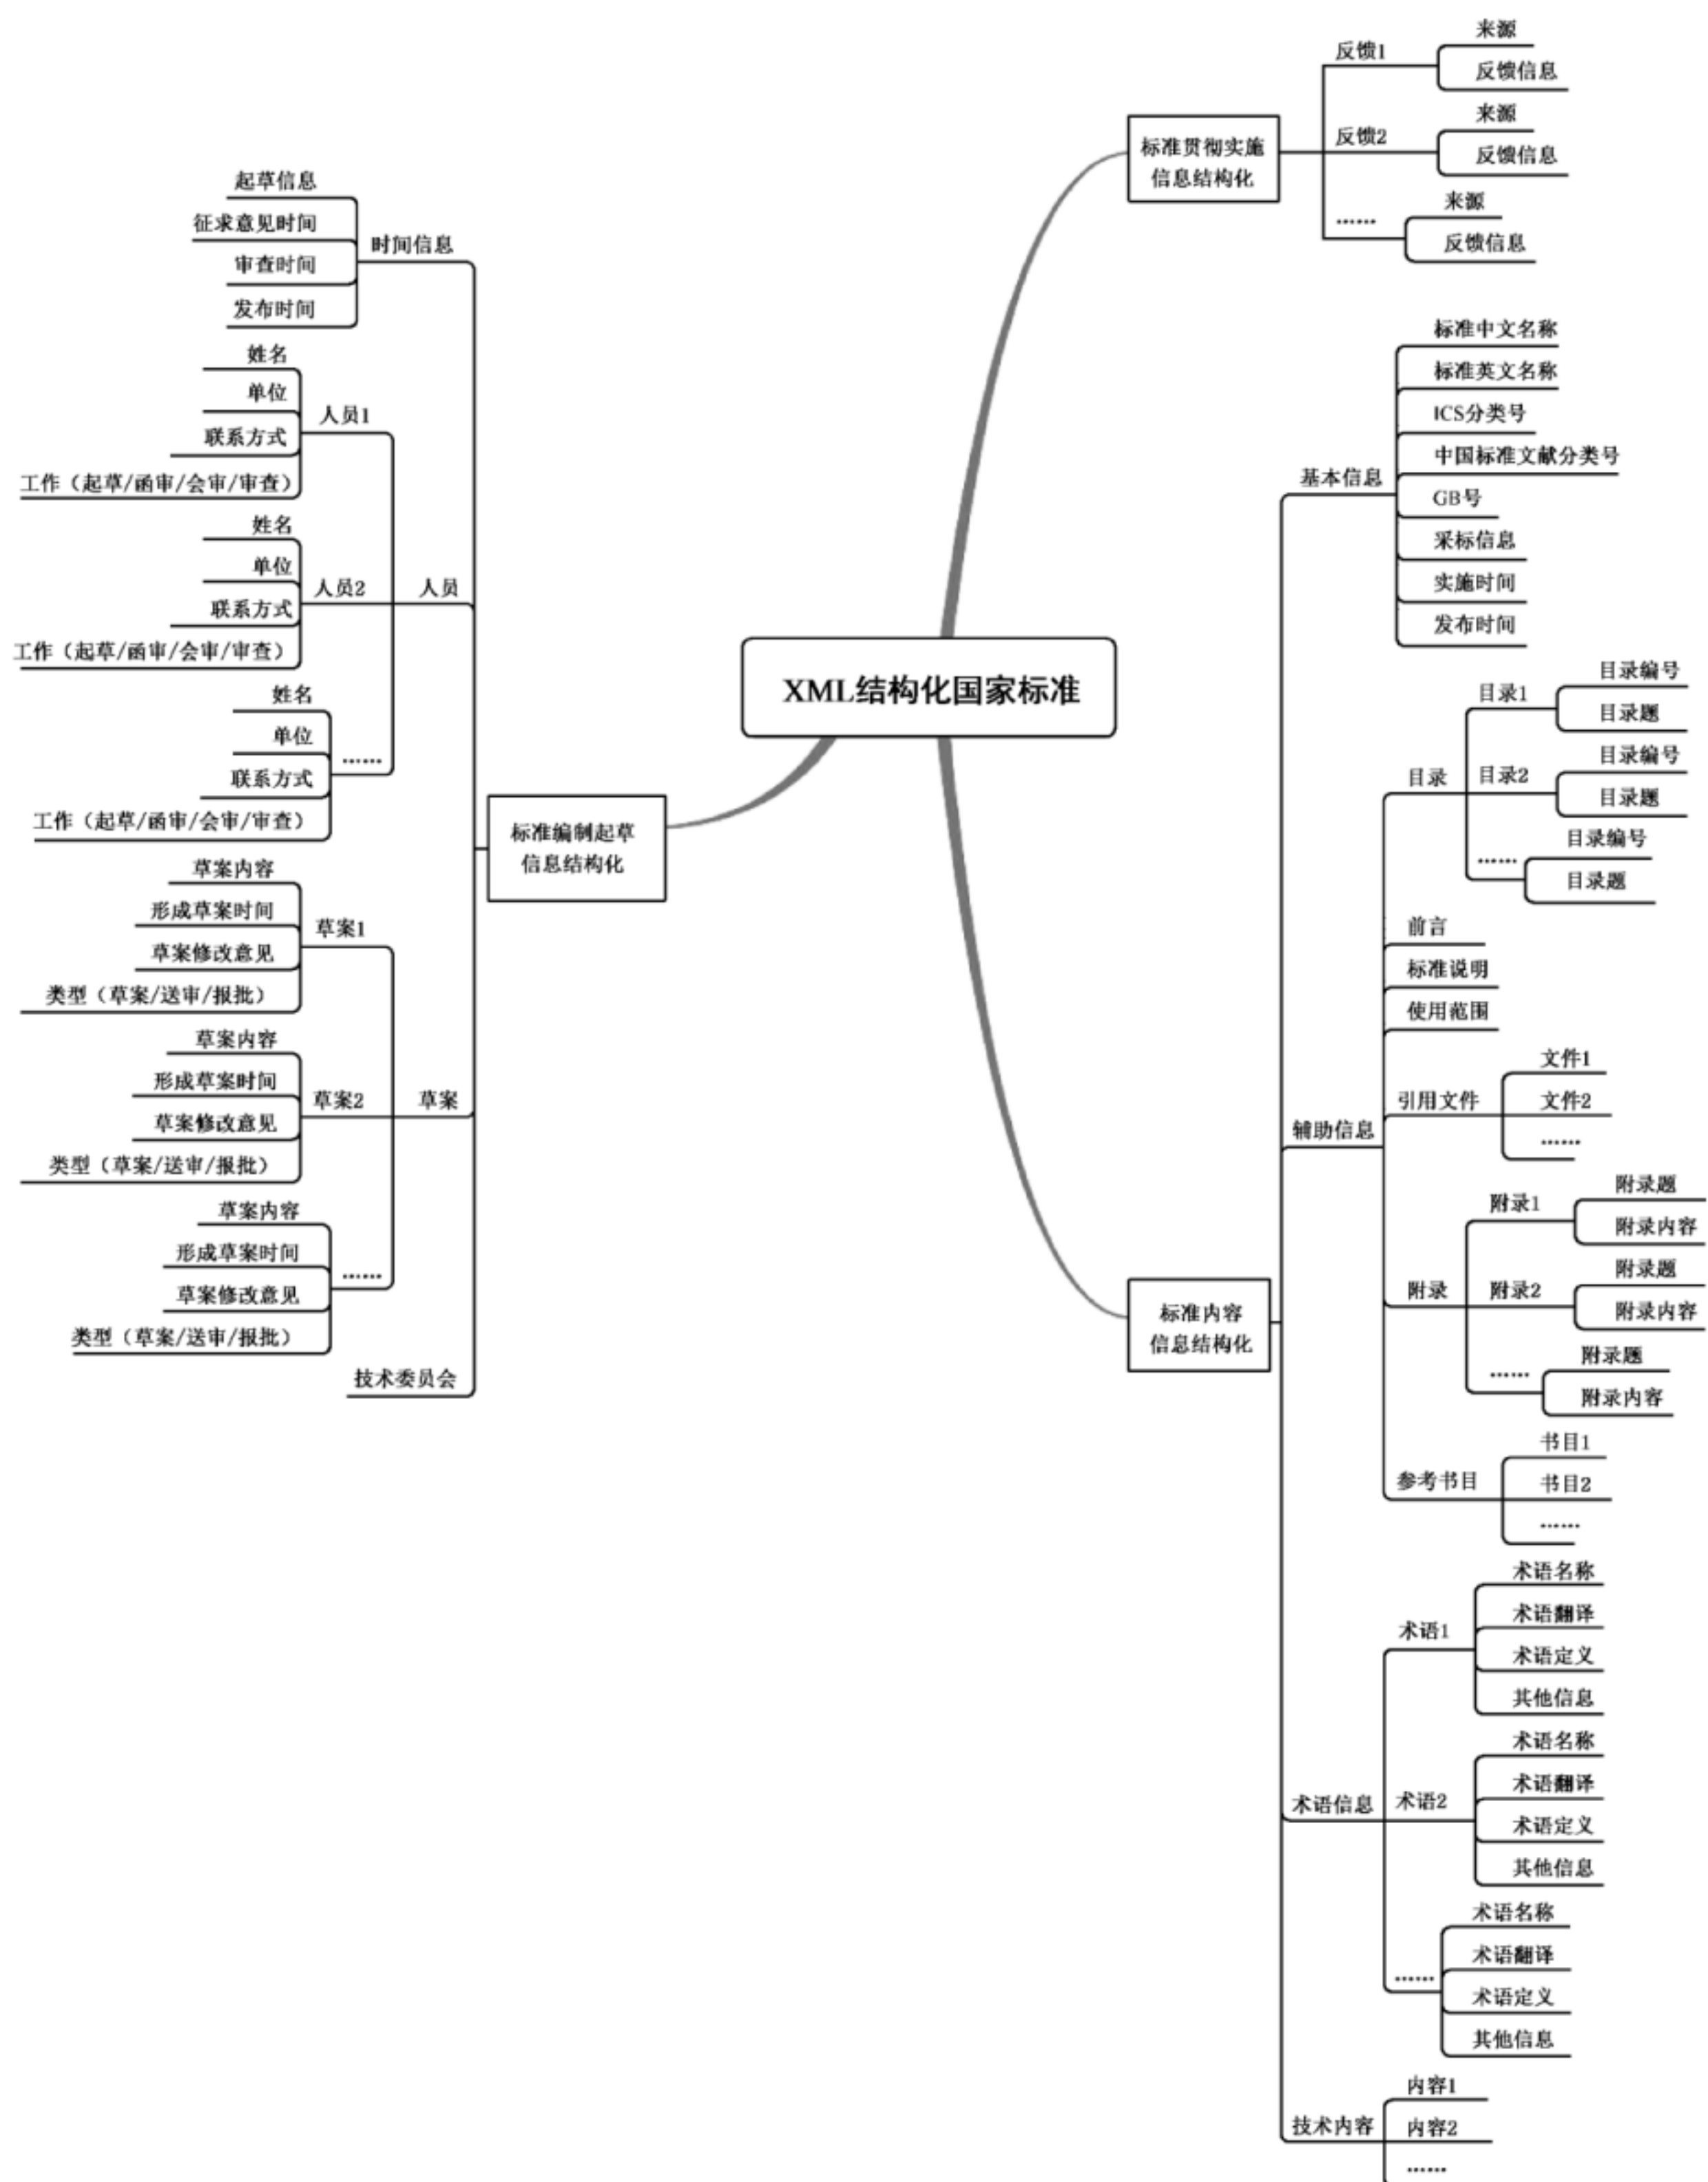 XML结构化国家标准
标准编制起草
信息结构化
时间信息
起草信息
征求意见时间
审查时间
发布时间
人员
人员1
姓名
单位
联系方式
工作（起草/函审/会审/审查）
人员2
姓名
单位
联系方式
工作（起草/函审/会审/审查）
……
姓名
单位
联系方式
工作（起草/函审/会审/审查）
草案
草案1
草案内容
形成草案时间
草案修改意见
类型（草案/送审/报批）
草案2
草案内容
形成草案时间
草案修改意见
类型（草案/送审/报批）
……
草案内容
形成草案时间
草案修改意见
类型（草案/送审/报批）
技术委员会
标准贯彻实施
信息结构化
反馈1
来源
反馈信息
反馈2
来源
反馈信息
……
来源
反馈信息
标准内容
信息结构化
基本信息
标准中文名称
标准英文名称
ICS分类号
中国标准文献分类号
GB号
采标信息
实施时间
发布时间
辅助信息
目录
目录1
目录编号
目录题
目录2
目录编号
目录题
……
目录编号
目录题
前言
标准说明
使用范围
引用文件
文件1
文件2
……
附录
附录1
附录题
附录内容
附录2
附录题
附录内容
……
附录题
附录内容
参考书目
书目1
书目2
……
术语信息
术语1
术语名称
术语翻译
术语定义
其他信息
术语2
术语名称
术语翻译
术语定义
其他信息
……
术语名称
术语翻译
术语定义
其他信息
技术内容
内容1
内容2
……